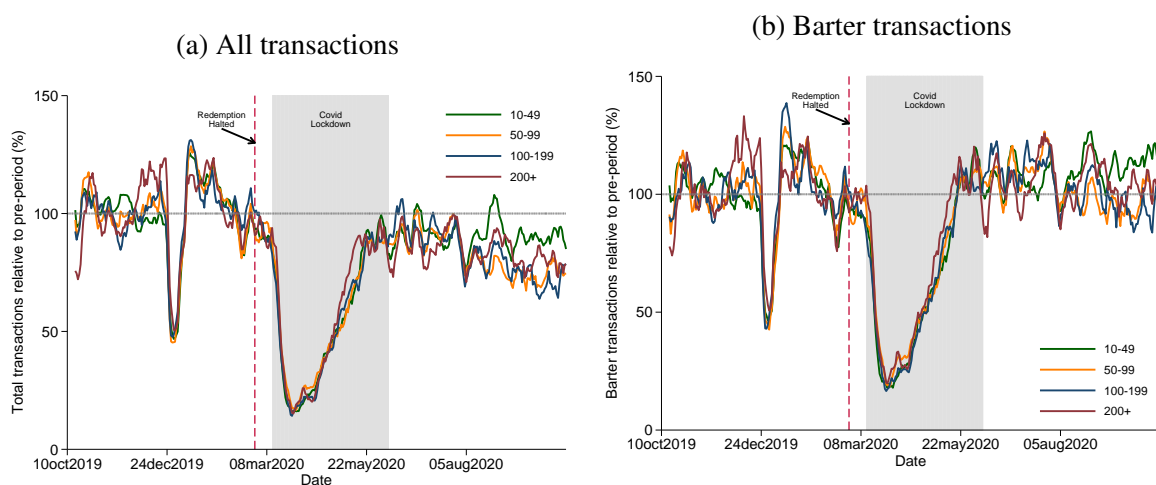 (a) All transactions
Total transactions relative to pre-period (%)
150
100
50
0
Redemption
Halted
Covid
Lockdown
10-49
50-99
100-199
200+
10oct2019
24dec2019
08mar2020
22may2020
05aug2020
Date
(b) Barter transactions
Barter transactions relative to pre-period (%)
150
100
50
0
Redemption
Halted
Covid
Lockdown
10-49
50-99
100-199
200+
10oct2019
24dec2019
08mar2020
22may2020
05aug2020
Date